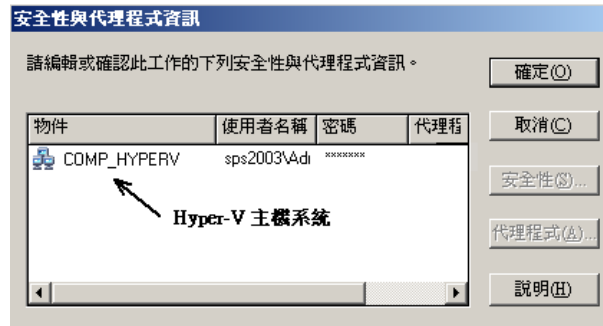 安全性與代理程式資訊
請編輯或確認此工作的下列安全性與代理程式資訊。
確定(O)
物件 使用者名稱 密碼 代理程
取消(C)
COMP_HYPERV sps2003\Adı *******
安全性(S)...
Hyper-V 主機系統
代理程式(A)...
說明(H)